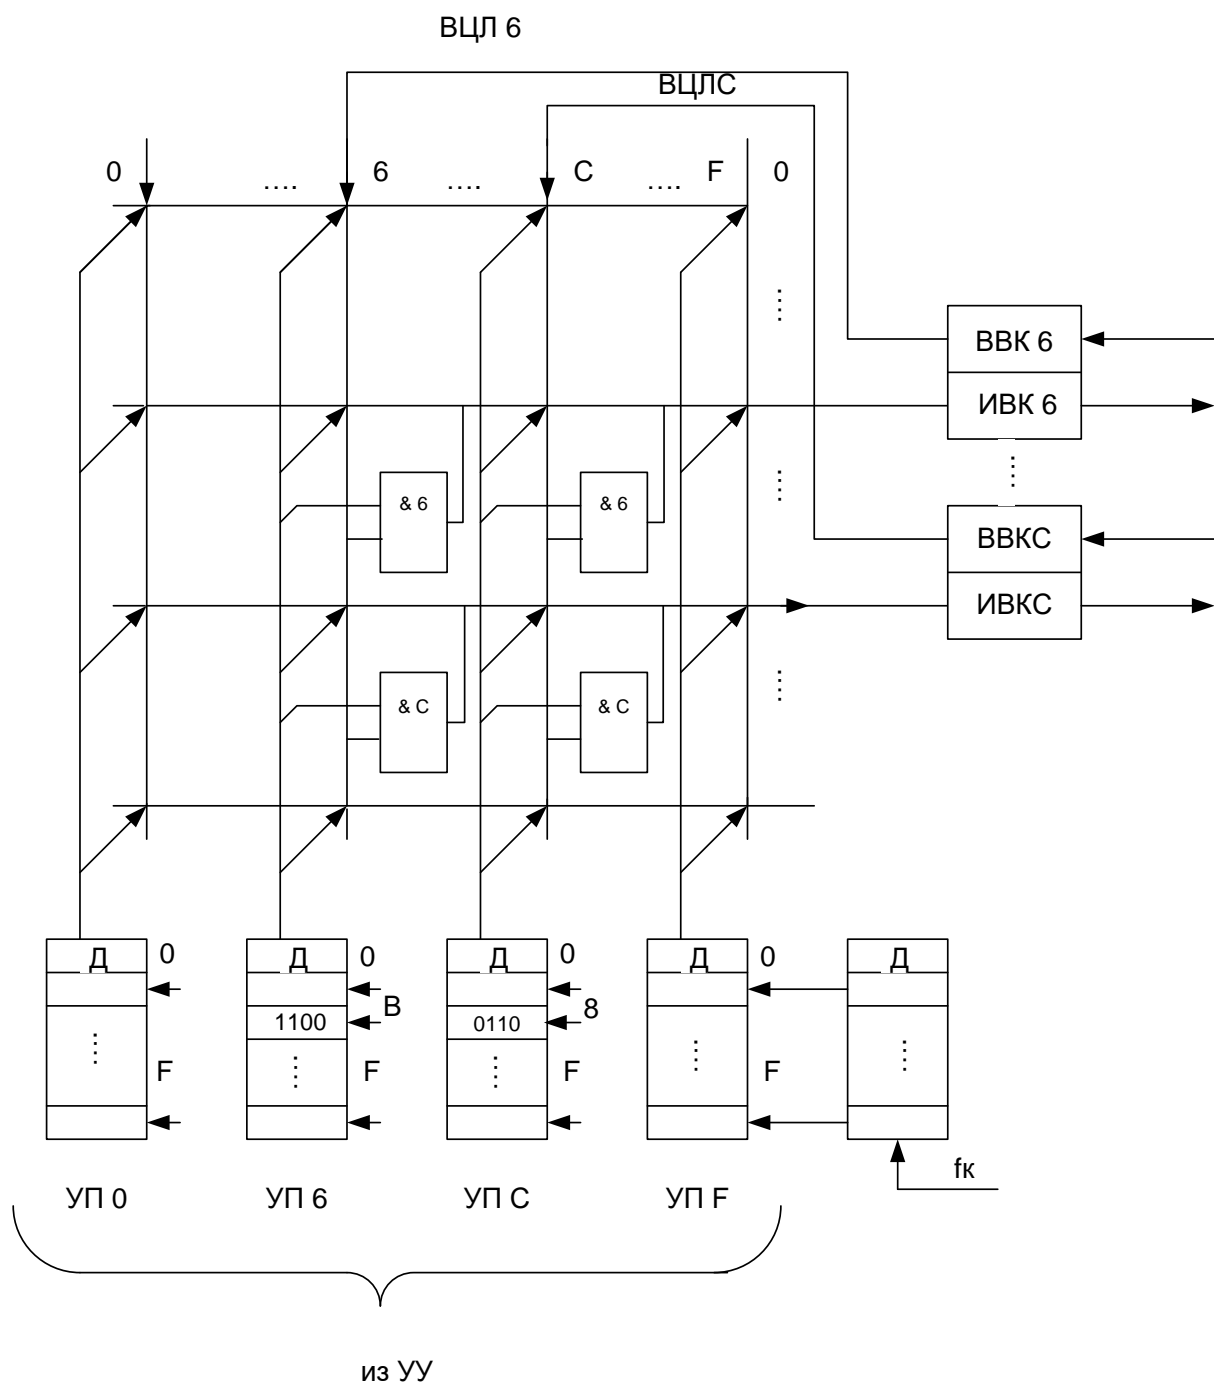 ВЦЛ 6
ВЦЛС
0 .... 6 .... С .... F 0
ВВК 6
ИВК 6
& 6 & 6
ВВКС
ИВКС
& С & С
Д 0 Д 0 Д 0 Д 0 Д
1100 В 0110 8
F F F F
fк
УП 0 УП 6 УП С УП F
из УУ